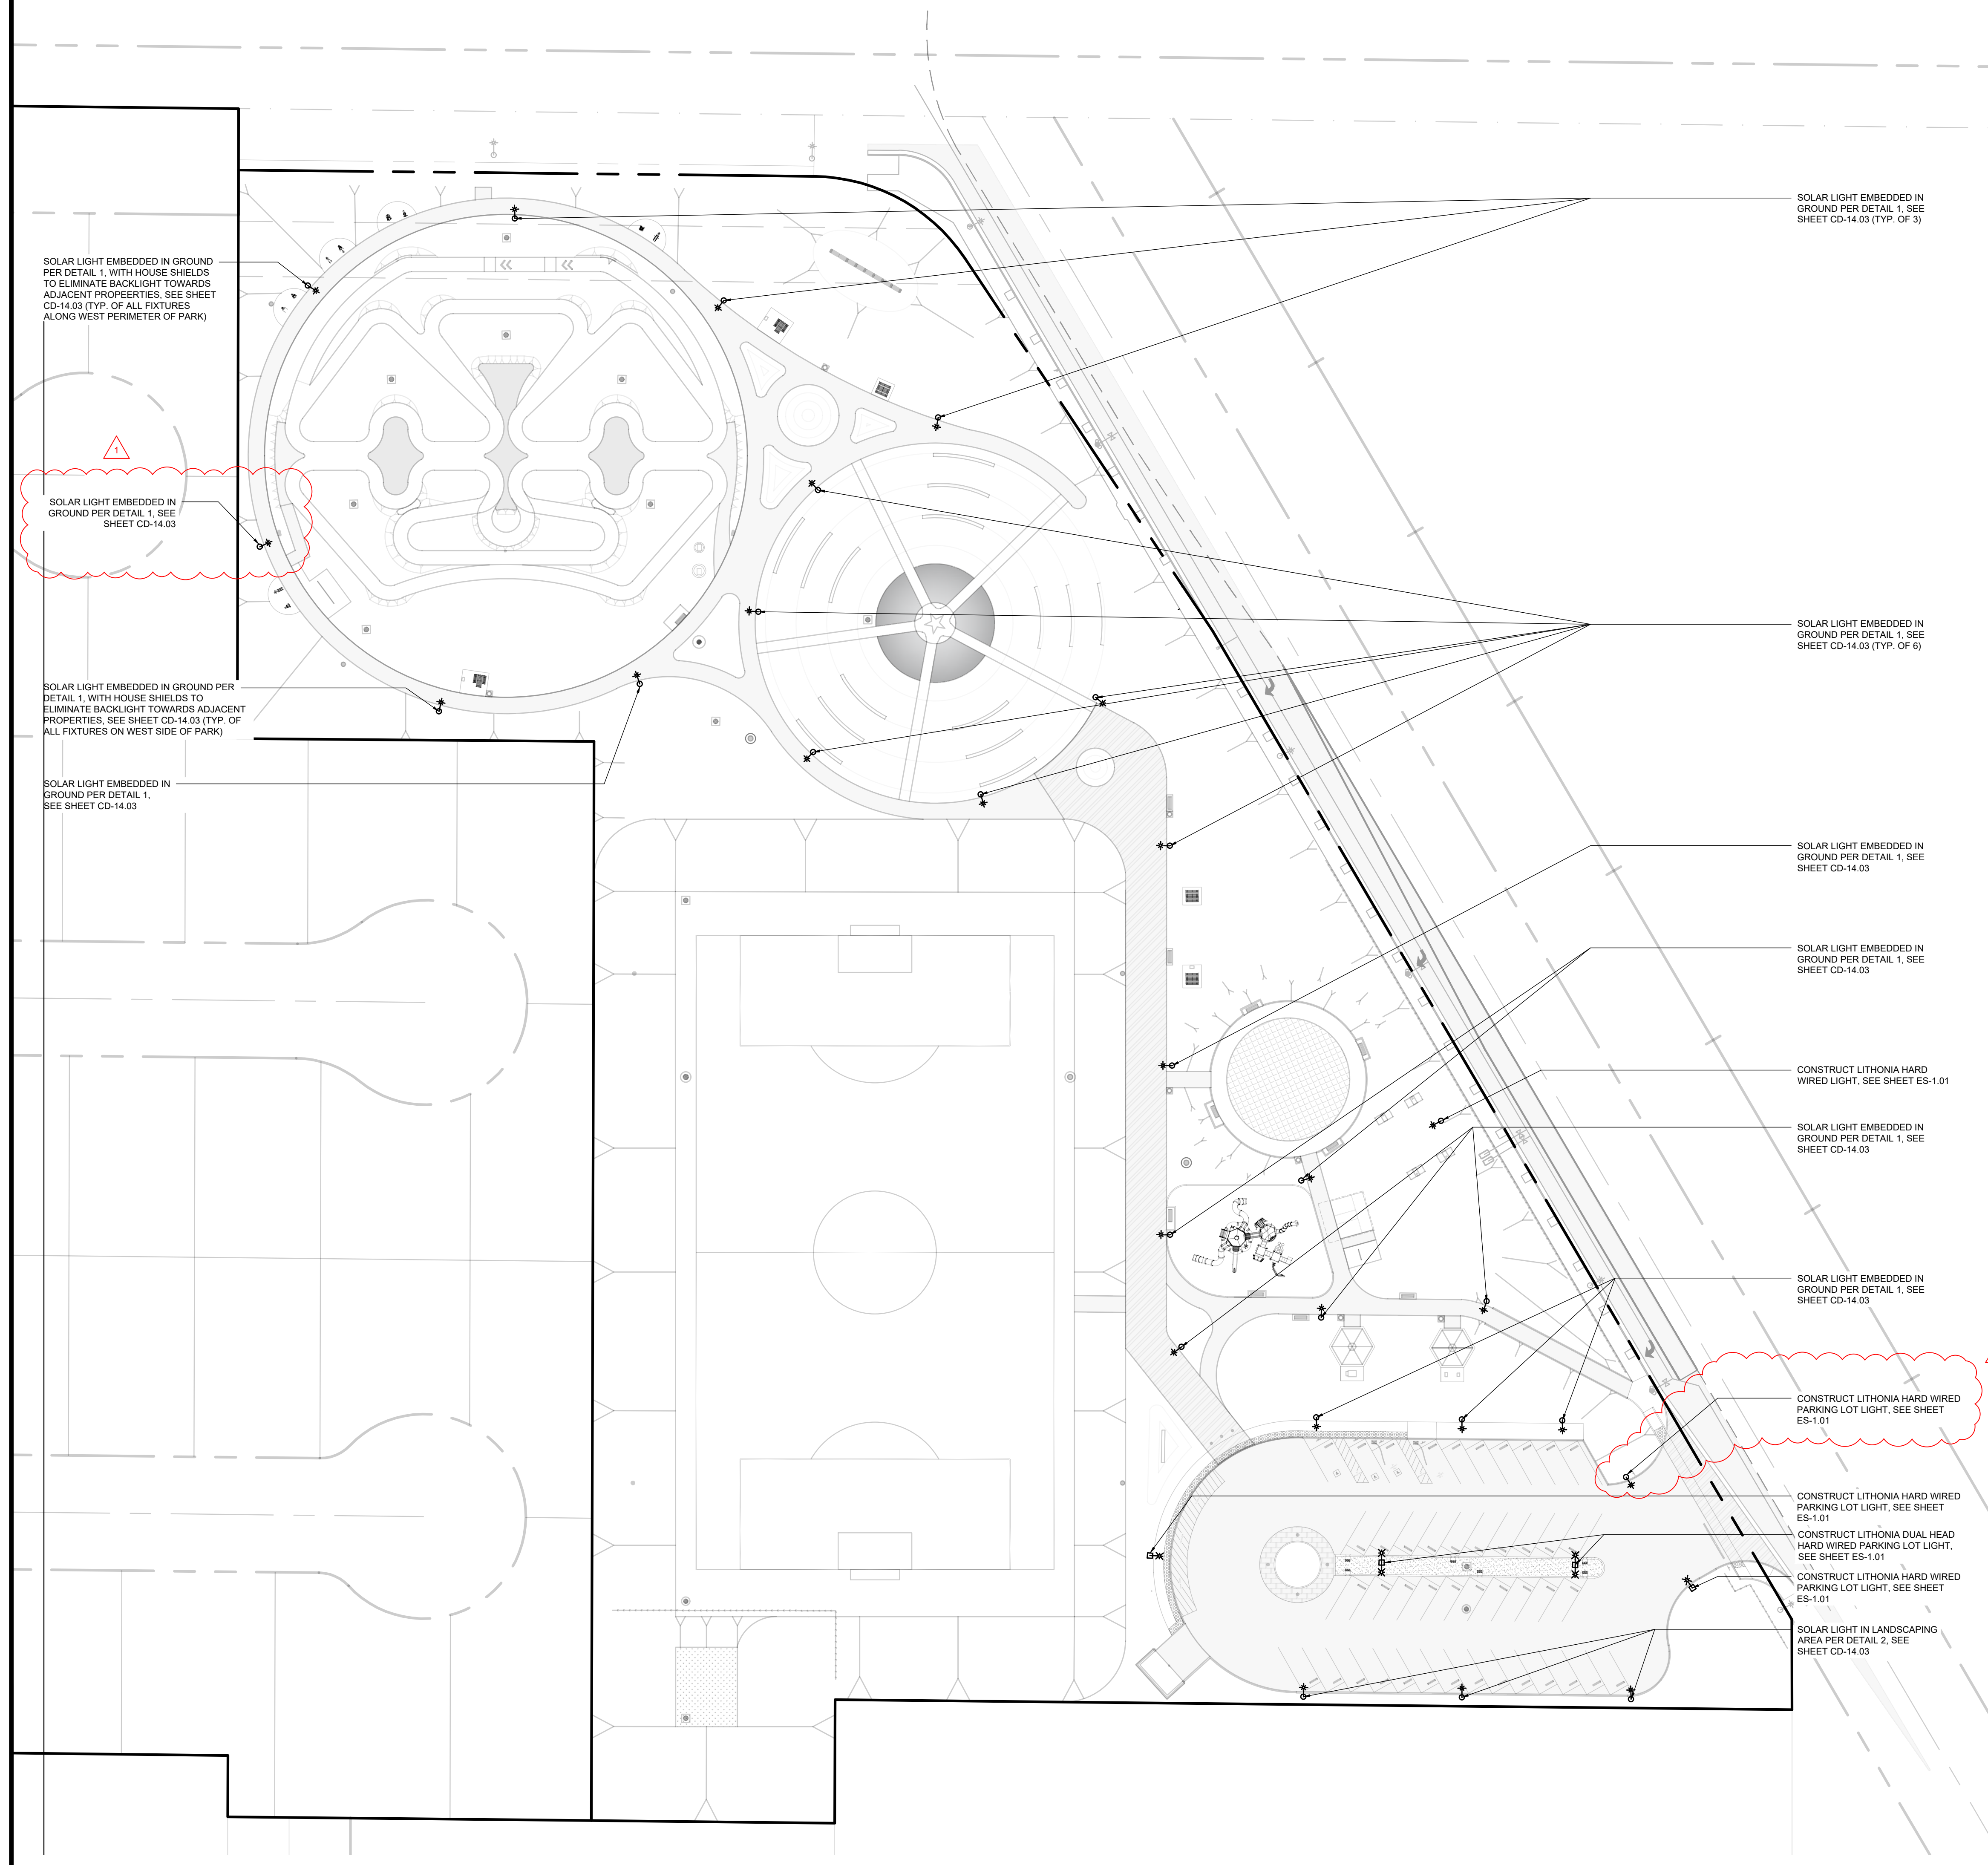 SOLAR LIGHT EMBEDDED IN
GROUND PER DETAIL 1, SEE
SHEET CD-14.03 (TYP. OF 3)
SOLAR LIGHT EMBEDDED IN GROUND
PER DETAIL 1, WITH HOUSE SHIELDS
TO ELIMINATE BACKLIGHT TOWARDS
ADJACENT PROPEERTIES, SEE SHEET
CD-14.03 (TYP. OF ALL FIXTURES
ALONG WEST PERIMETER OF PARK)
1
SOLAR LIGHT EMBEDDED IN
GROUND PER DETAIL 1, SEE
SHEET CD-14.03
SOLAR LIGHT EMBEDDED IN
GROUND PER DETAIL 1, SEE
SHEET CD-14.03 (TYP. OF 6)
SOLAR LIGHT EMBEDDED IN GROUND PER
DETAIL 1, WITH HOUSE SHIELDS TO
ELIMINATE BACKLIGHT TOWARDS ADJACENT
PROPERTIES, SEE SHEET CD-14.03 (TYP. OF
ALL FIXTURES ON WEST SIDE OF PARK)
SOLAR LIGHT EMBEDDED IN
GROUND PER DETAIL 1,
SEE SHEET CD-14.03
SOLAR LIGHT EMBEDDED IN
GROUND PER DETAIL 1, SEE
SHEET CD-14.03
SOLAR LIGHT EMBEDDED IN
GROUND PER DETAIL 1, SEE
SHEET CD-14.03
CONSTRUCT LITHONIA HARD
WIRED LIGHT, SEE SHEET ES-1.01
SOLAR LIGHT EMBEDDED IN
GROUND PER DETAIL 1, SEE
SHEET CD-14.03
SOLAR LIGHT EMBEDDED IN
GROUND PER DETAIL 1, SEE
SHEET CD-14.03
CONSTRUCT LITHONIA HARD WIRED
PARKING LOT LIGHT, SEE SHEET
ES-1.01
CONSTRUCT LITHONIA HARD WIRED
PARKING LOT LIGHT, SEE SHEET
ES-1.01
CONSTRUCT LITHONIA DUAL HEAD
HARD WIRED PARKING LOT LIGHT,
SEE SHEET ES-1.01
CONSTRUCT LITHONIA HARD WIRED
PARKING LOT LIGHT, SEE SHEET
ES-1.01
SOLAR LIGHT IN LANDSCAPING
AREA PER DETAIL 2, SEE
SHEET CD-14.03